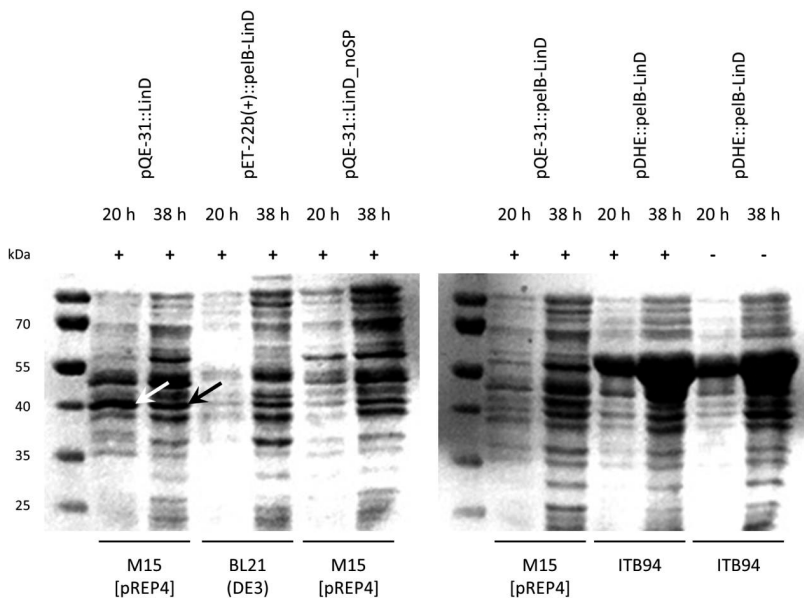 pQE-31::LinD
pET-22b(+)::pelB-LinD
pQE-31::LinD_noSP
pQE-31::pelB-LinD
pDHE::pelB-LinD
pDHE::pelB-LinD
20 h 38 h 20 h 38 h 20 h 38 h 20 h 38 h 20 h 38 h 20 h 38 h
kDa + + + + + + + + + + - -
70
55
40
35
25
M15 BL21 M15 M15 ITB94 ITB94
[pREP4] (DE3) [pREP4] [pREP4]